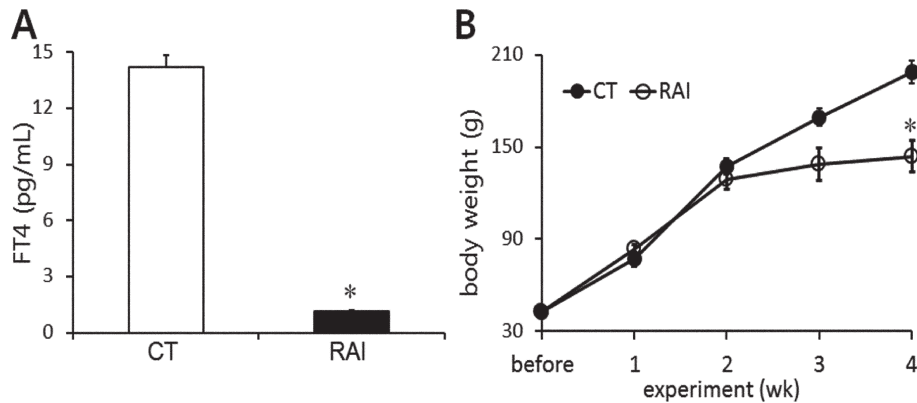 A
FT4 (pg/mL)
15
12
9
6
3
0
*
CT
RAI
B
body weight (g)
210
150
90
30
CT
RAI
*
before
1
2
3
4
experiment (wk)